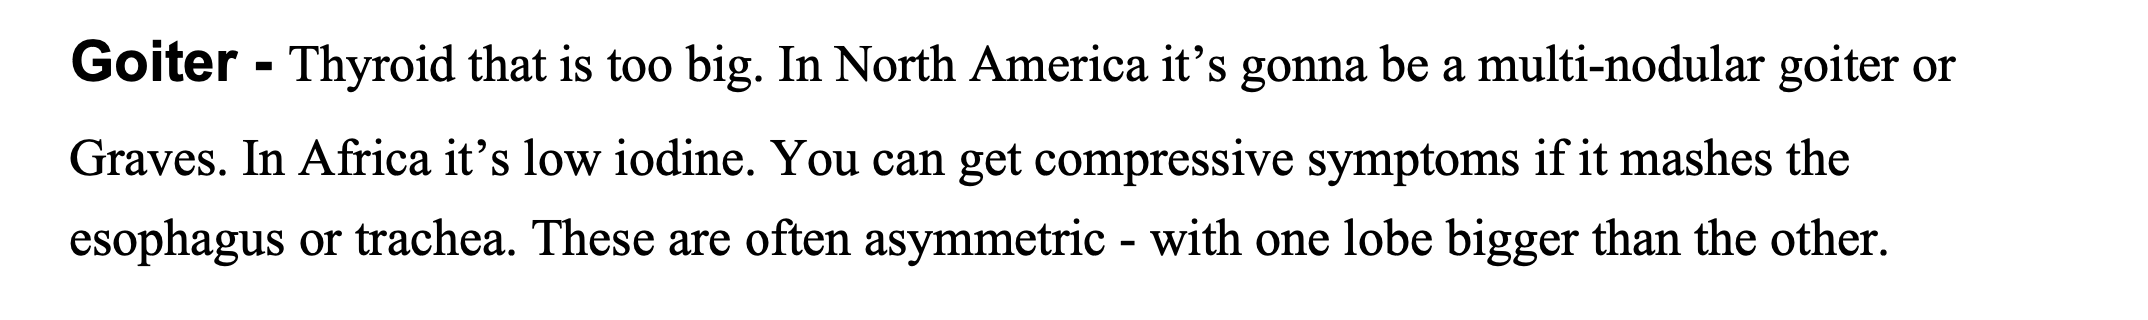 Goiter - Thyroid that is too big. In North America it’s gonna be a multi-nodular goiter or
Graves. In Africa it’s low iodine. You can get compressive symptoms if it mashes the
esophagus or trachea. These are often asymmetric - with one lobe bigger than the other.